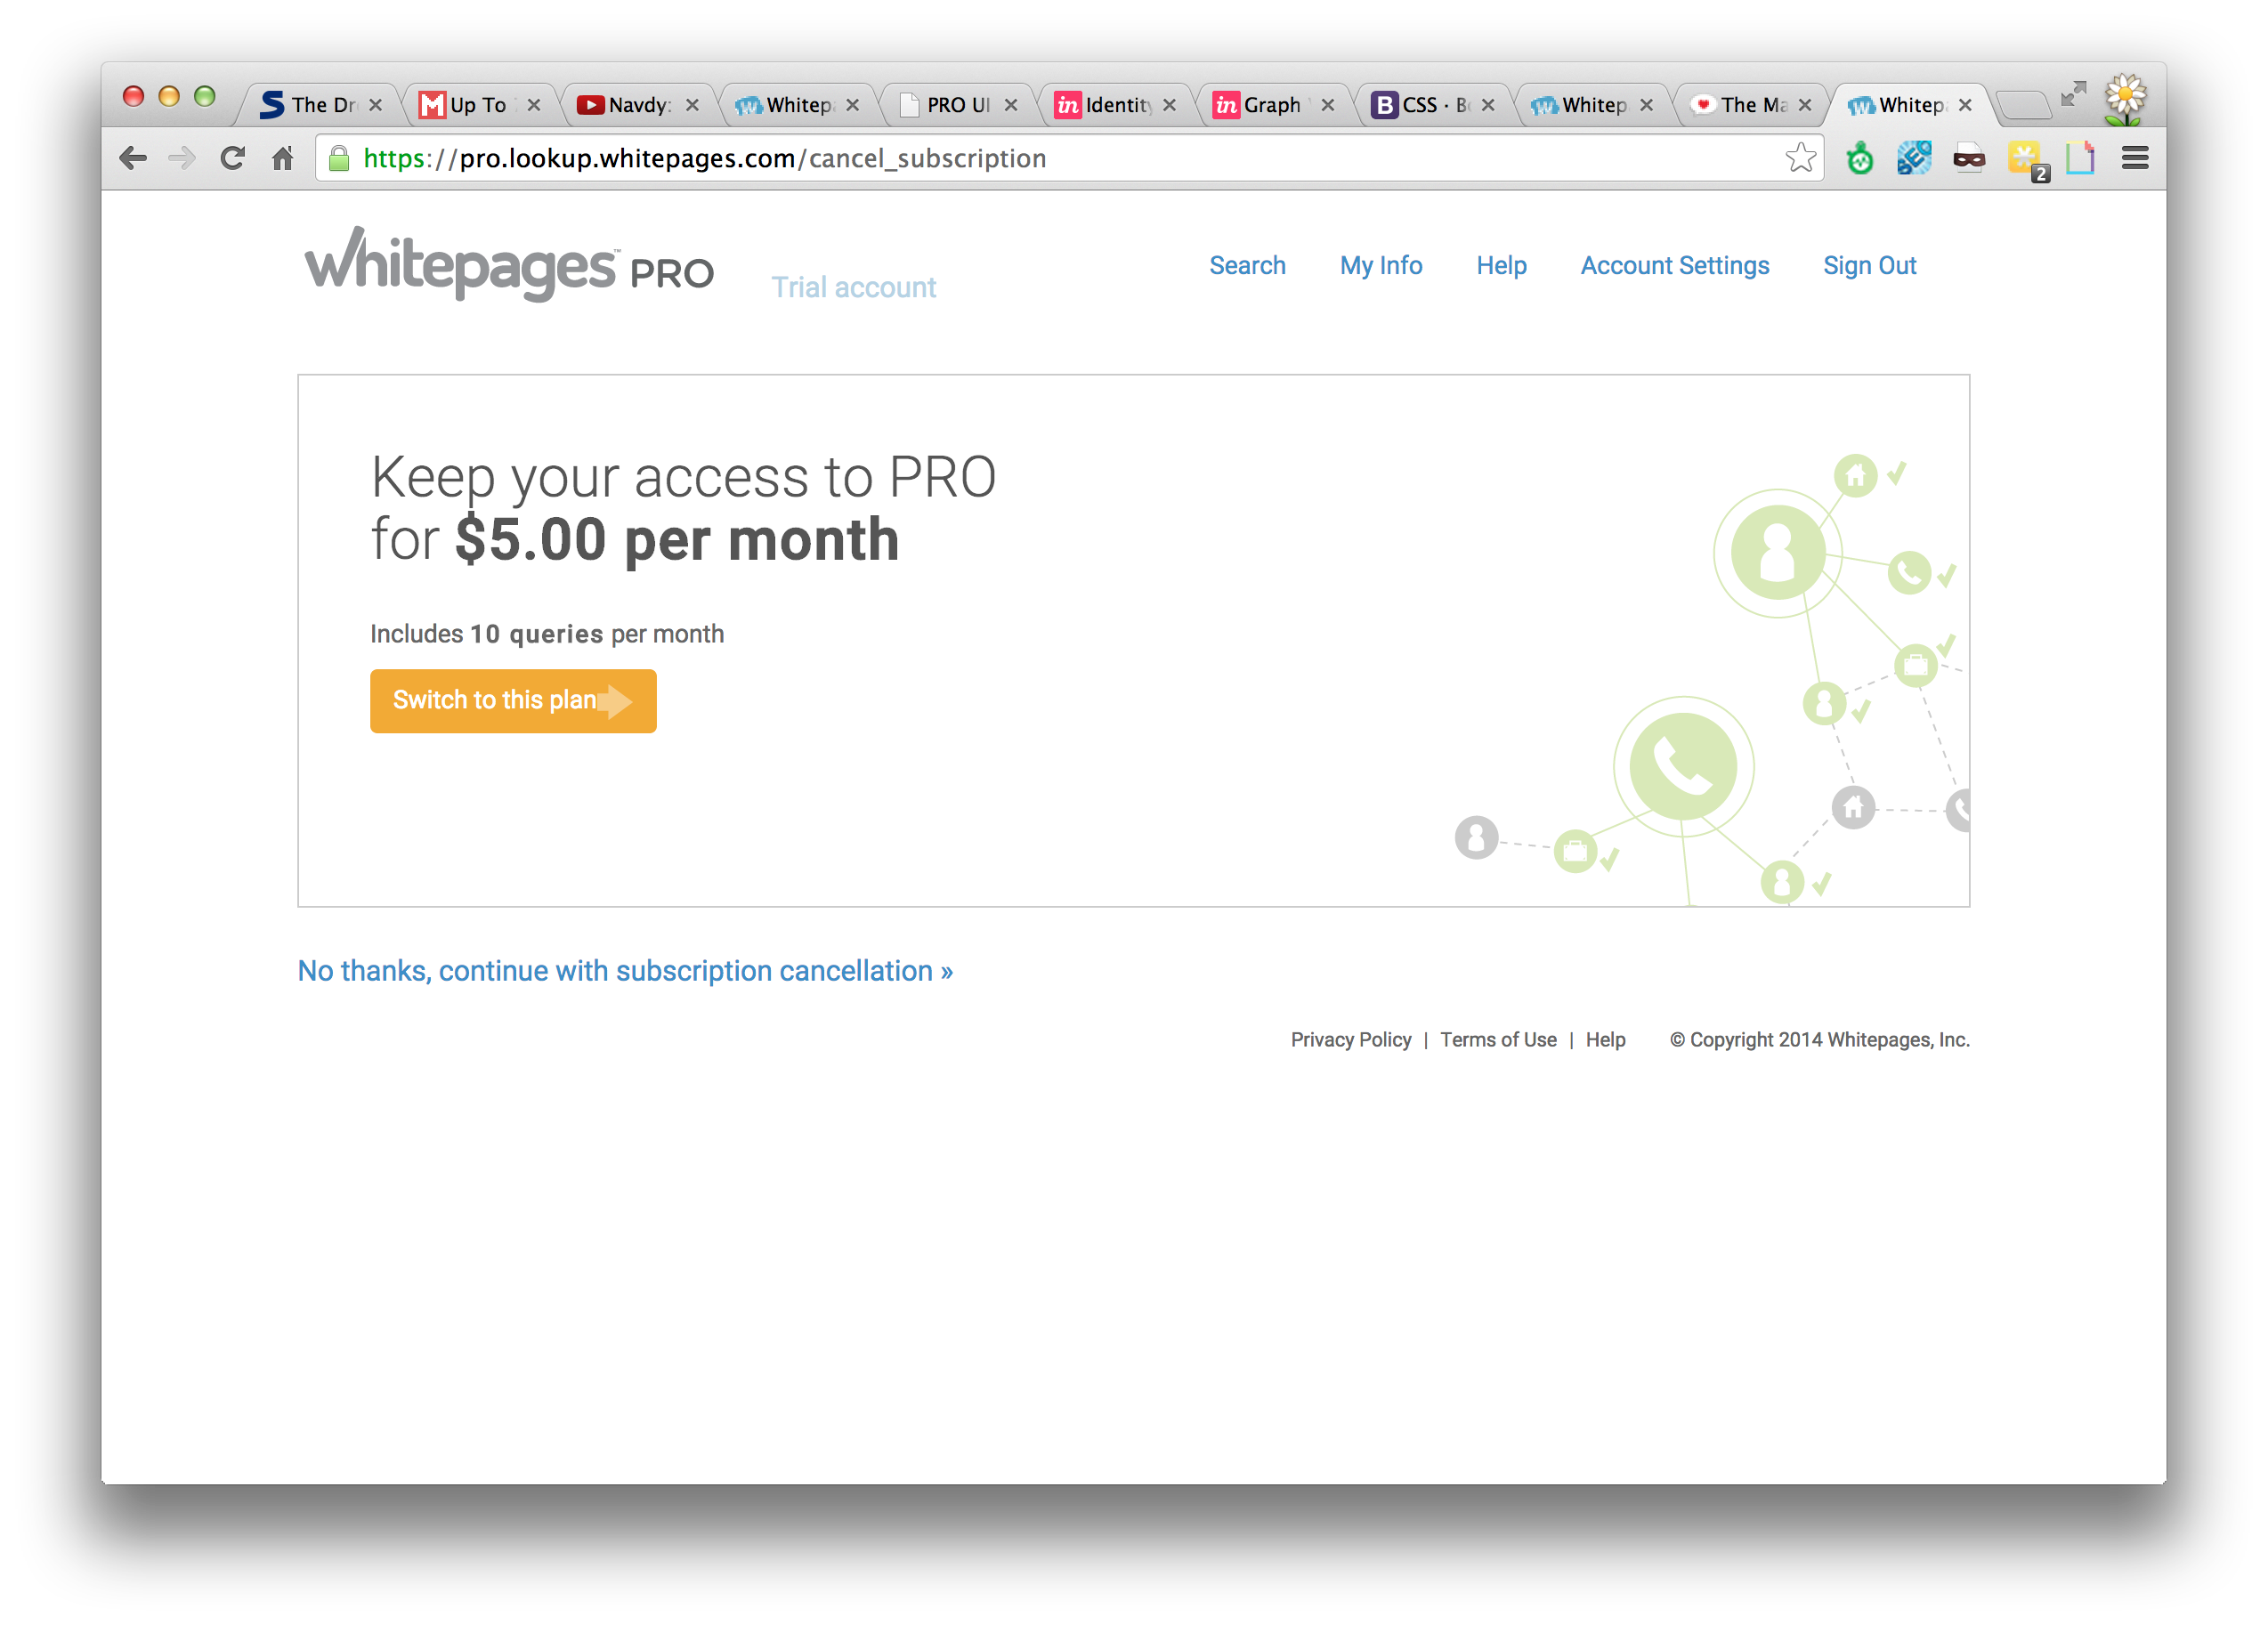 The Dr
Up To
Navdy:
Whitep
PRO UI
Identity
Graph
CSS · Bo
Whitep
The Ma
Whitepa
https://pro.lookup.whitepages.com/cancel_subscription
2
whitepages™ PRO
Trial account
Search
My Info
Help
Account Settings
Sign Out
Keep your access to PRO
for $5.00 per month
Includes 10 queries per month
Switch to this plan
No thanks, continue with subscription cancellation »
Privacy Policy | Terms of Use | Help © Copyright 2014 Whitepages, Inc.